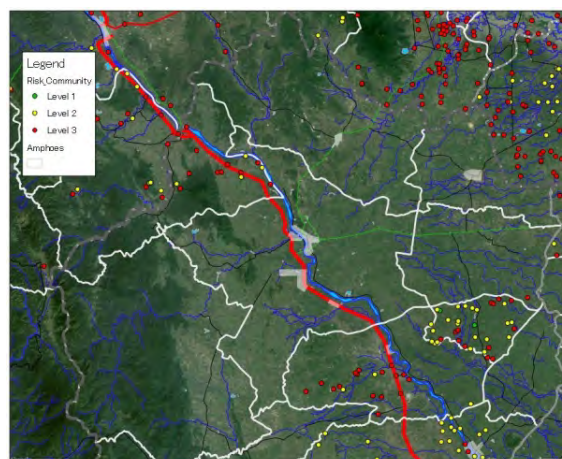 Legend
Risk_Community
Level 1
Level 2
Level 3
Amphoes